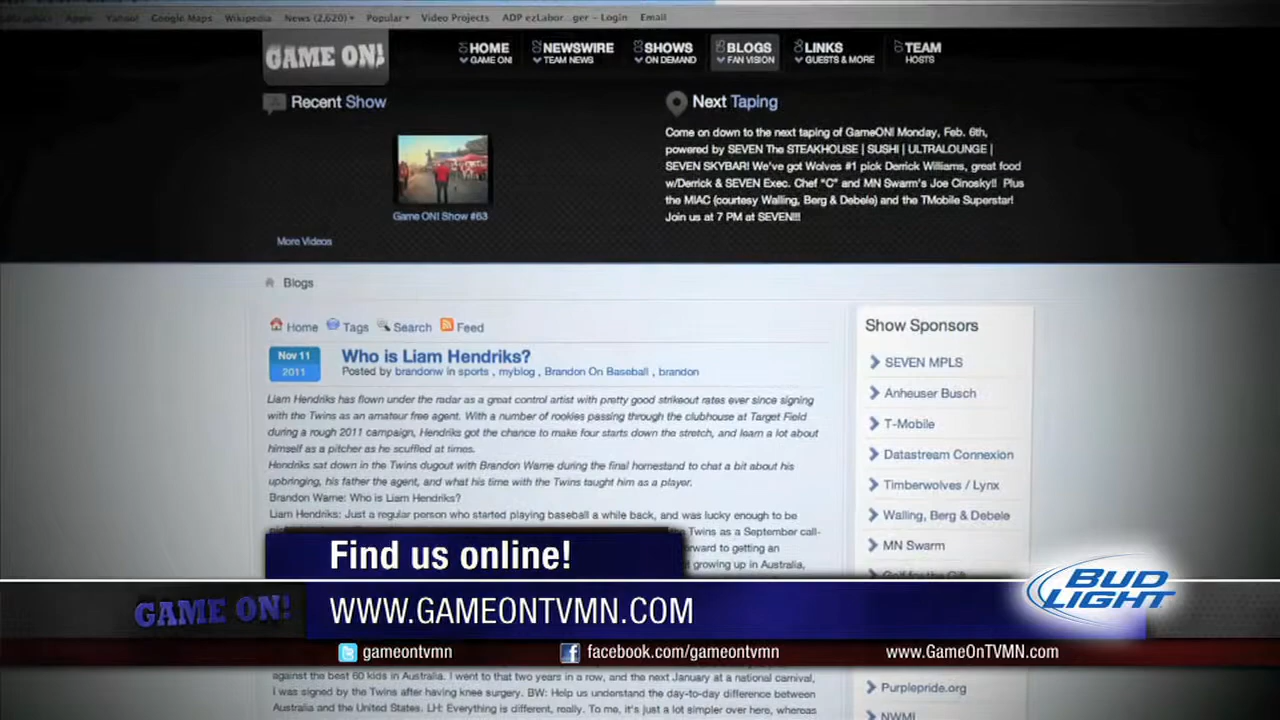 Apple Yahoo! Google Maps Wikipedia News (2,620) Popular Video Projects ADP ezLabor...ger - Login Email
GAME ON!
HOME
GAME ON!
NEWSWIRE
TEAM NEWS
SHOWS
ON DEMAND
BLOGS
FAN VISION
LINKS
GUESTS & MORE
TEAM
HOSTS
Recent Show
Game ON! Show #63
More Videos
Next Taping
Come on down to the next taping of GameON! Monday, Feb. 6th,
powered by SEVEN The STEAKHOUSE | SUSHI | ULTRALOUNGE |
SEVEN SKYBAR! We've got Wolves #1 pick Derrick Williams, great food
w/Derrick & SEVEN Exec. Chef "C" and MN Swarm's Joe Cinosky!! Plus
the MIAC (courtesy Walling, Berg & Debele) and the TMobile Superstar!
Join us at 7 PM at SEVEN!!!
Blogs
Home Tags Search Feed
Nov 11
2011
Who is Liam Hendriks?
Posted by brandonw in sports , myblog , Brandon On Baseball , brandon
Liam Hendriks has flown under the radar as a great control artist with pretty good strikeout rates ever since signing
with the Twins as an amateur free agent. With a number of rookies passing through the clubhouse at Target Field
during a rough 2011 campaign, Hendriks got the chance to make four starts down the stretch, and learn a lot about
himself as a pitcher as he scuffled at times.
Hendriks sat down in the Twins dugout with Brandon Warne during the final homestand to chat a bit about his
upbringing, his father the agent, and what his time with the Twins taught him as a player.
Brandon Warne: Who is Liam Hendriks?
Liam Hendriks: Just a regular person who started playing baseball a while back, and was lucky enough to be
Twins as a September call-
forward to getting an
growing up in Australia,
Show Sponsors
SEVEN MPLS
Anheuser Busch
T-Mobile
Datastream Connexion
Timberwolves / Lynx
Walling, Berg & Debele
MN Swarm
Golf for the Gift
Find us online!
GAME ON!
WWW.GAMEONTVMN.COM
BUD LIGHT
gameontvmn
facebook.com/gameontvmn
www.GameOnTVMN.com
against the best 60 kids in Australia. I went to that two years in a row, and the next January at a national carnival,
I was signed by the Twins after having knee surgery. BW: Help us understand the day-to-day difference between
Australia and the United States. LH: Everything is different, really. To me, it's just a lot simpler over here, whereas
Purplepride.org
NWMI